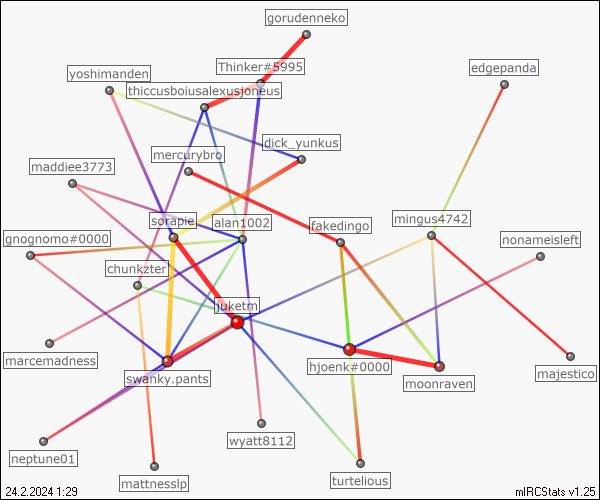 gorudenneko
Thinker#5995
edgepanda
yoshimanden
thiccusboiusalexusjoneus
dick_yunkus
mercurybro
maddiee3773
sorapie
alan1002
fakedingo
mingus4742
gnognomo#0000
nonameisleft
chunkzter
juketm
marcemadness
hjoenk#0000
swanky.pants
moonraven
majestico
wyatt8112
neptune01
mattnesslp
turtelious
24.2.2024 1:29
mIRCStats v1.25